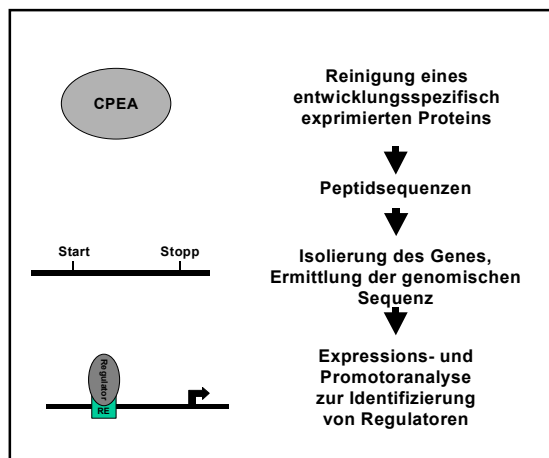 CPEA
Reinigung eines
entwicklungsspezifisch
exprimierten Proteins
Peptidsequenzen
Start
Stopp
Isolierung des Genes,
Ermittlung der genomischen
Sequenz
Regulator
RE
Expressions- und
Promotoranalyse
zur Identifizierung
von Regulatoren